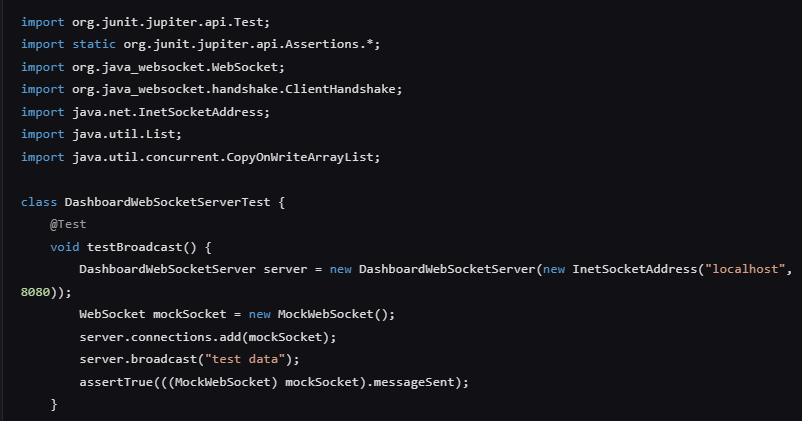 import org.junit.jupiter.api.Test;
import static org.junit.jupiter.api.Assertions.*;
import org.java_websocket.WebSocket;
import org.java_websocket.handshake.ClientHandshake;
import java.net.InetSocketAddress;
import java.util.List;
import java.util.concurrent.CopyOnWriteArrayList;

class DashboardWebSocketServerTest {
    @Test
    void testBroadcast() {
        DashboardWebSocketServer server = new DashboardWebSocketServer(new InetSocketAddress("localhost",
8080));
        WebSocket mockSocket = new MockWebSocket();
        server.connections.add(mockSocket);
        server.broadcast("test data");
        assertTrue(((MockWebSocket) mockSocket).messageSent);
    }